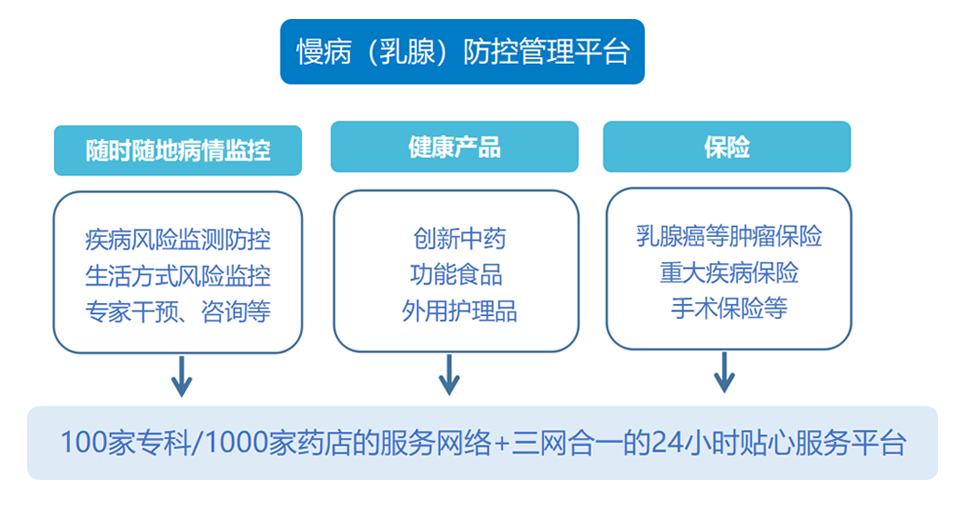 慢病（乳腺）防控管理平台
随时随地病情监控
疾病风险监测防控
生活方式风险监控
专家干预、咨询等
健康产品
创新中药
功能食品
外用护理品
保险
乳腺癌等肿瘤保险
重大疾病保险
手术保险等
100家专科/1000家药店的服务网络+三网合一的24小时贴心服务平台